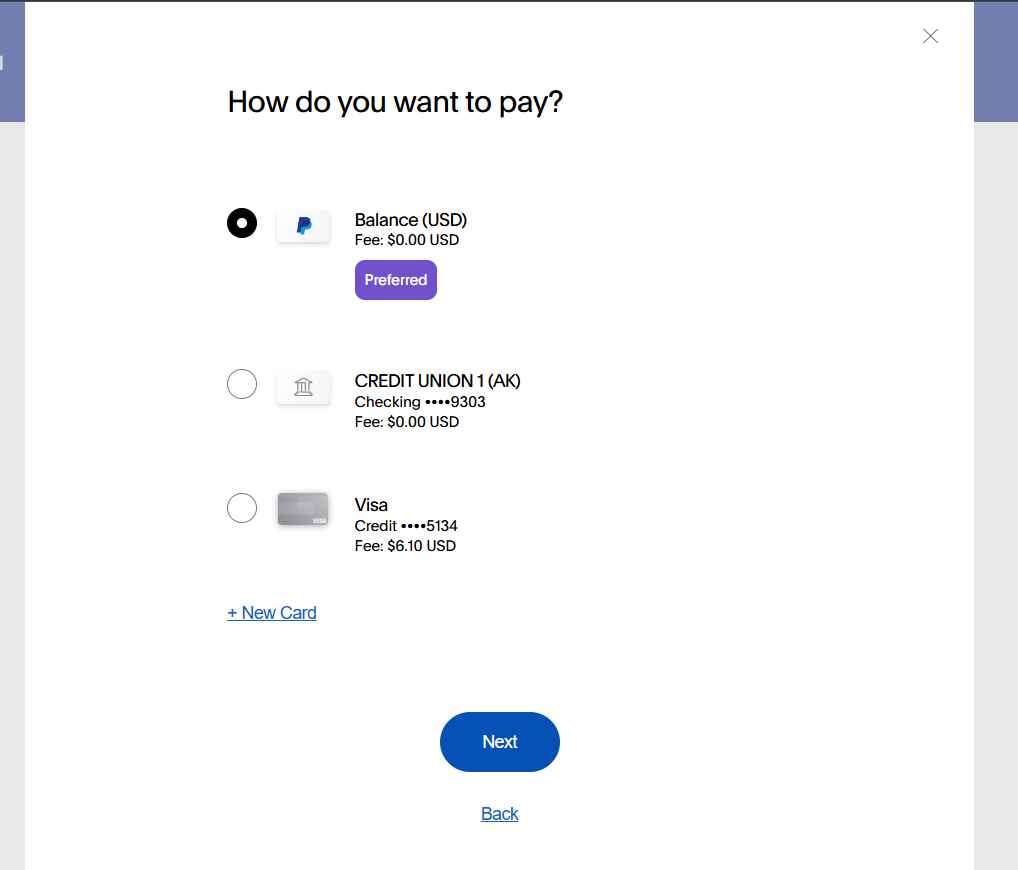 How do you want to pay?
Balance (USD)
Fee: $0.00 USD
Preferred
CREDIT UNION 1 (AK)
Checking ••••9303
Fee: $0.00 USD
VISA
Visa
Credit ••••5134
Fee: $6.10 USD
+ New Card
Next
Back